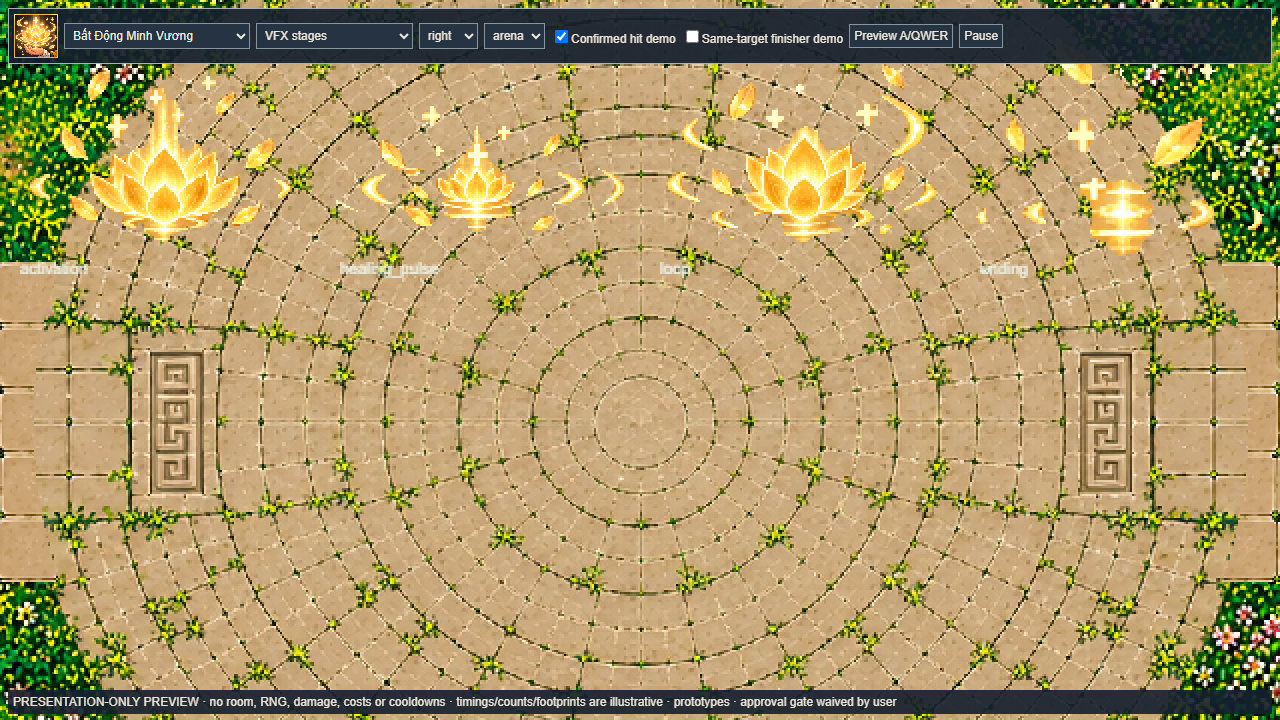 Bất Động Minh Vương VFX stages right arena Confirmed hit demo Same-target finisher demo Preview A/QWER Pause
activation healing_pulse loop ending
PRESENTATION-ONLY PREVIEW · no room, RNG, damage, costs or cooldowns · timings/counts/footprints are illustrative · prototypes · approval gate waived by user